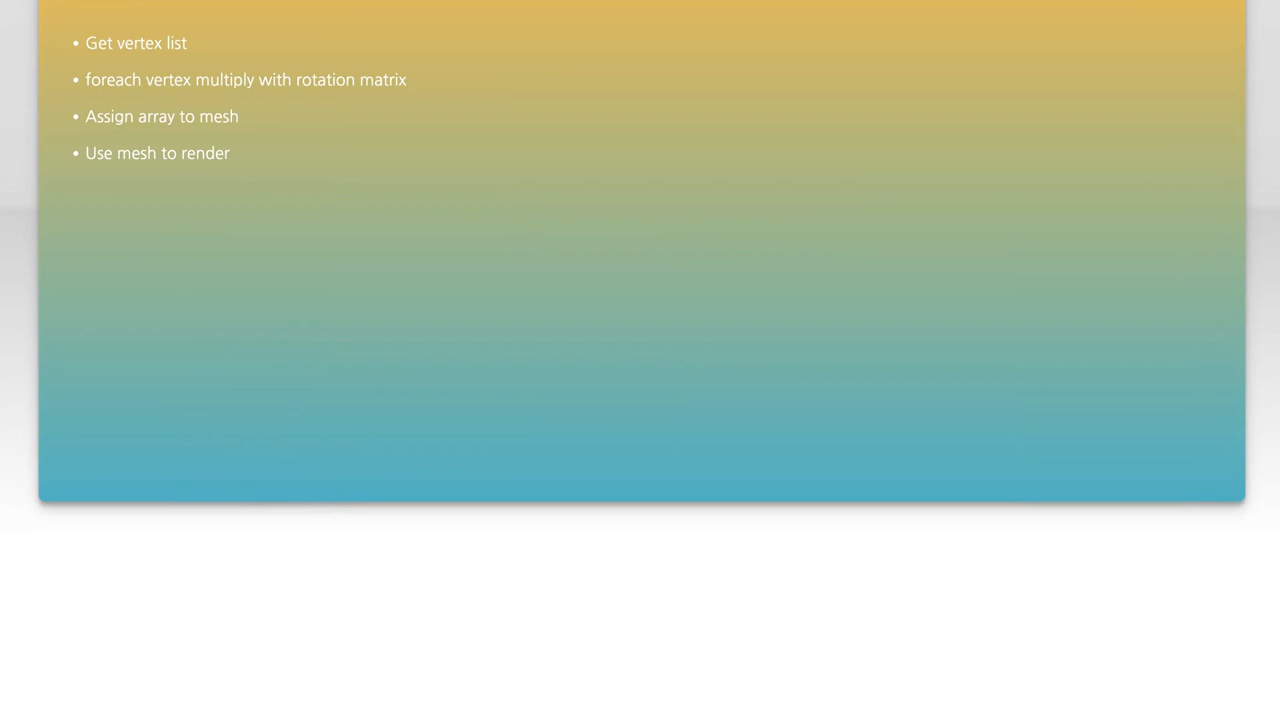 • Get vertex list
• foreach vertex multiply with rotation matrix
• Assign array to mesh
• Use mesh to render